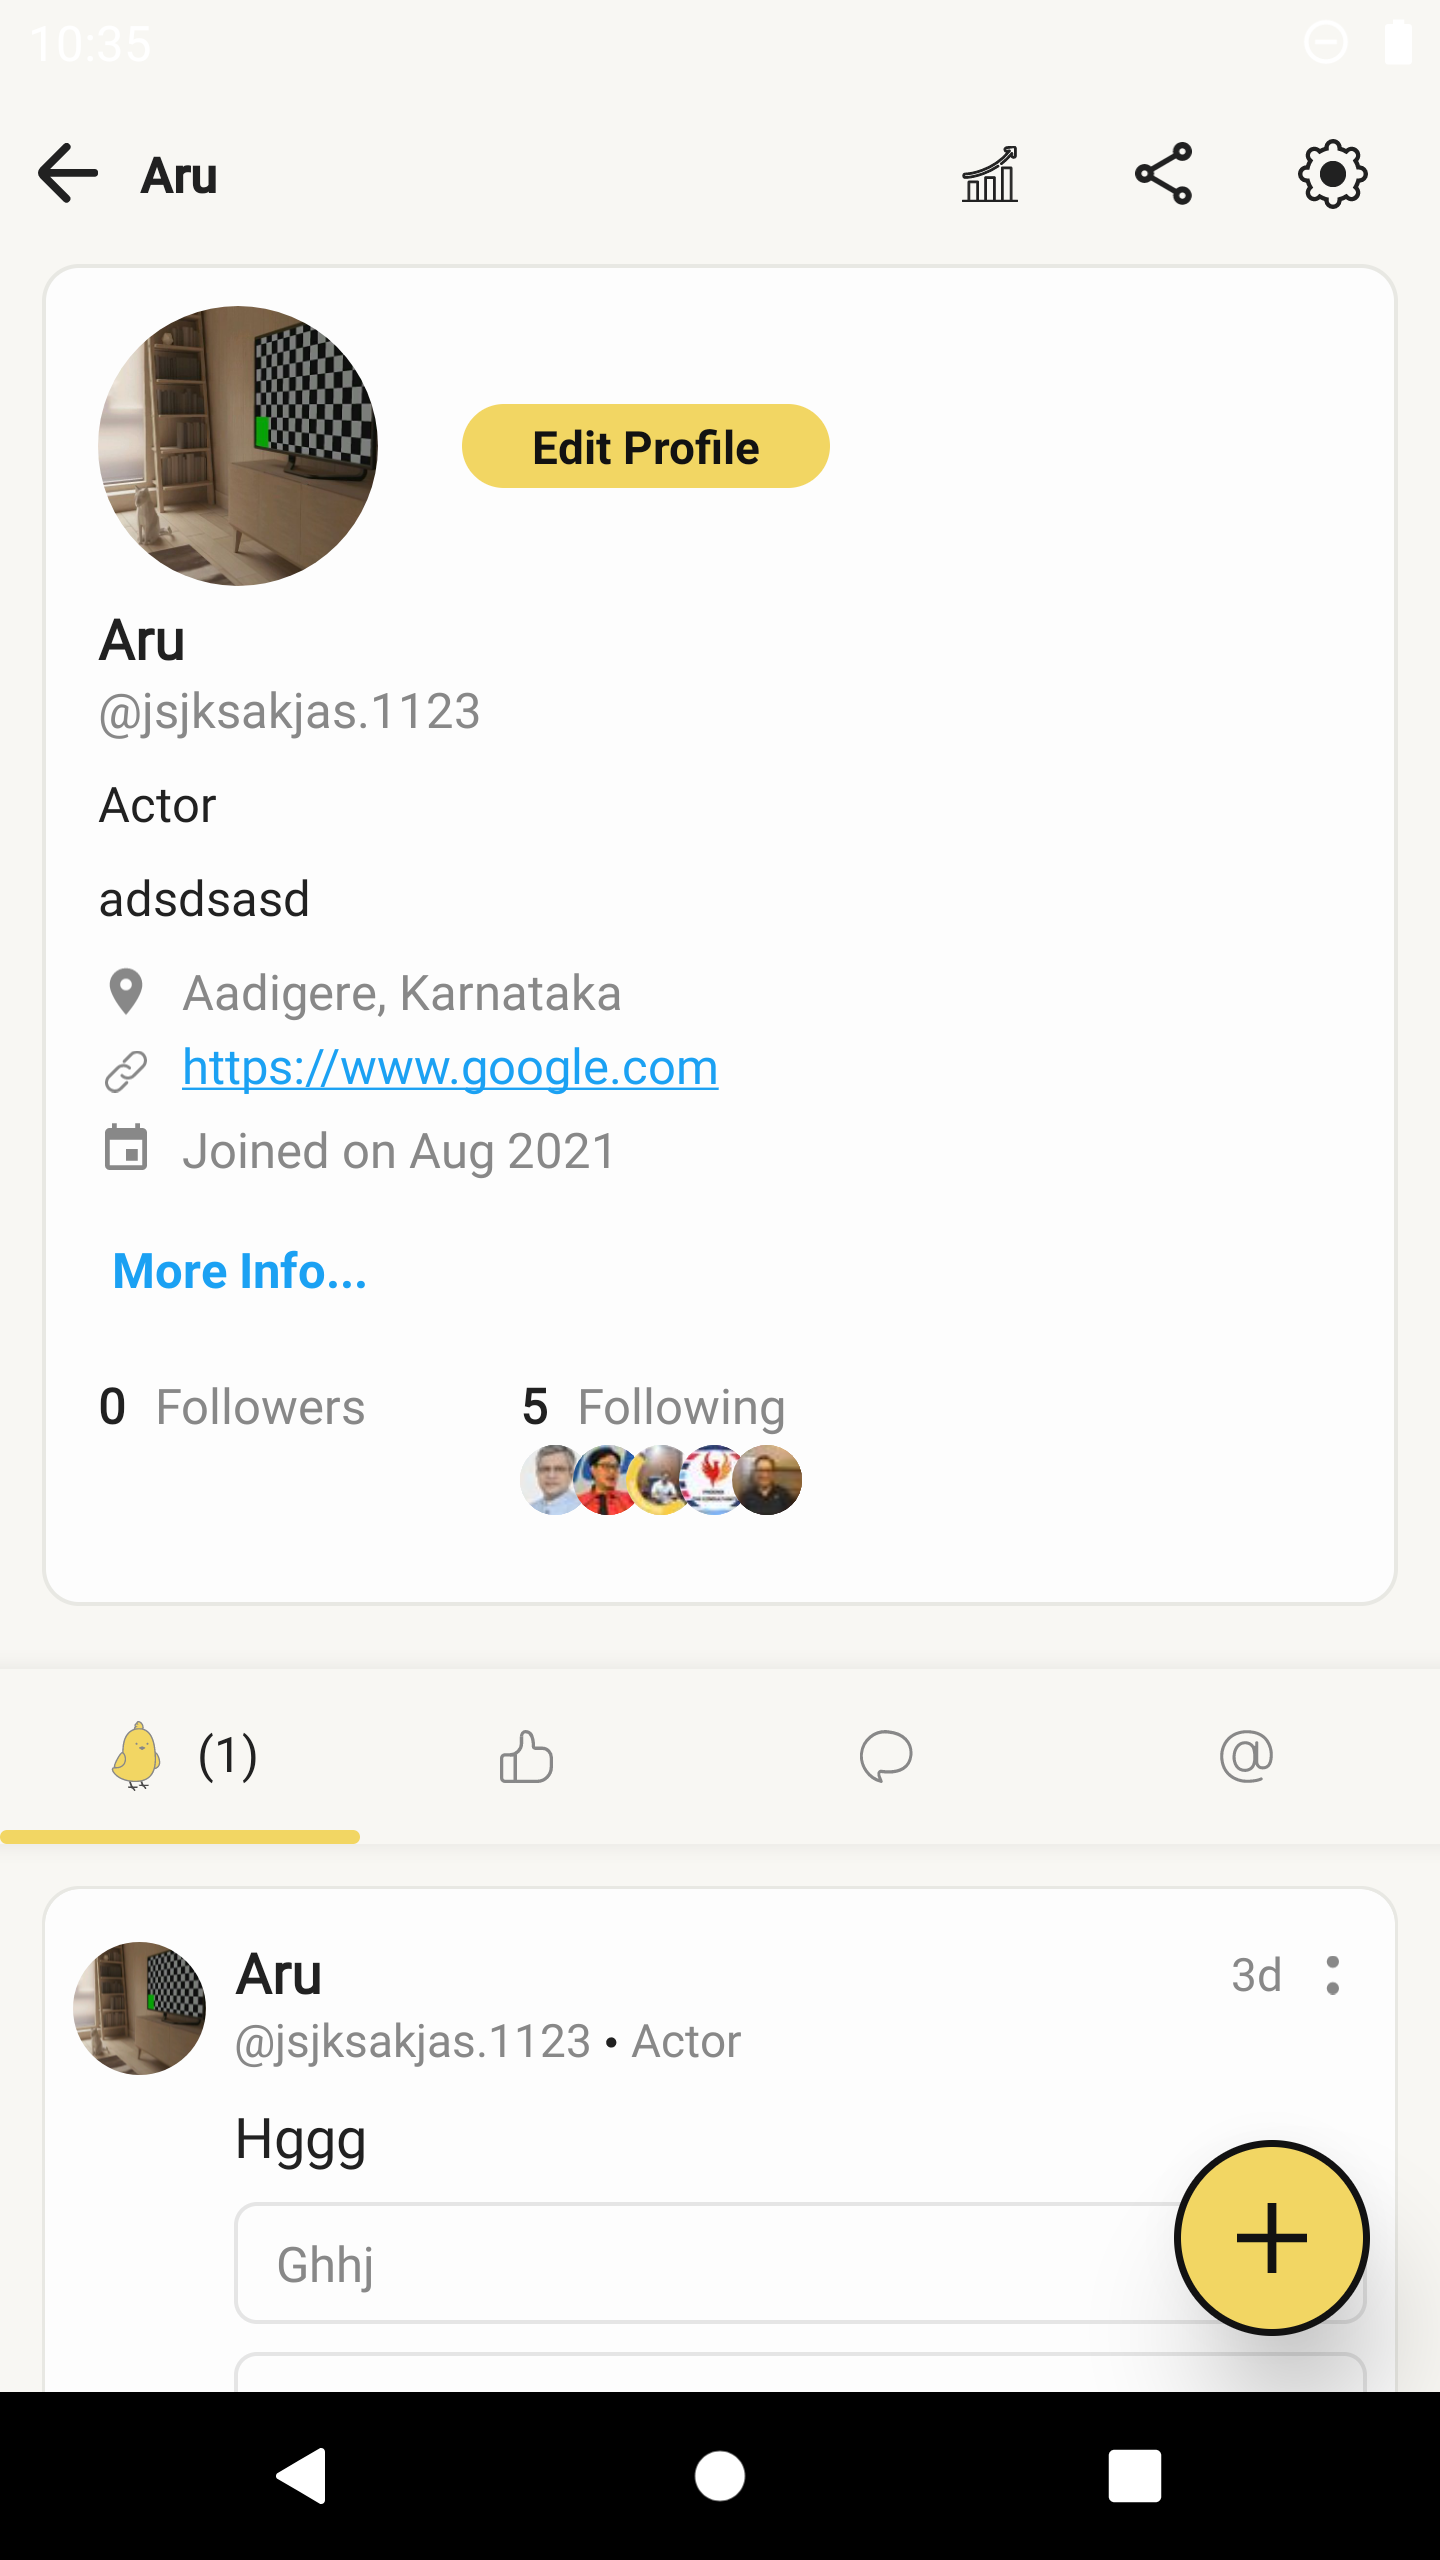 10:35
Aru
Edit Profile
Aru
@jsjksakjas.1123
Actor
adsdsasd
Aadigere, Karnataka
https://www.google.com
Joined on Aug 2021
More Info...
0 Followers 5 Following
(1)
Aru 3d
@jsjksakjas.1123 • Actor
Hggg
Ghhj